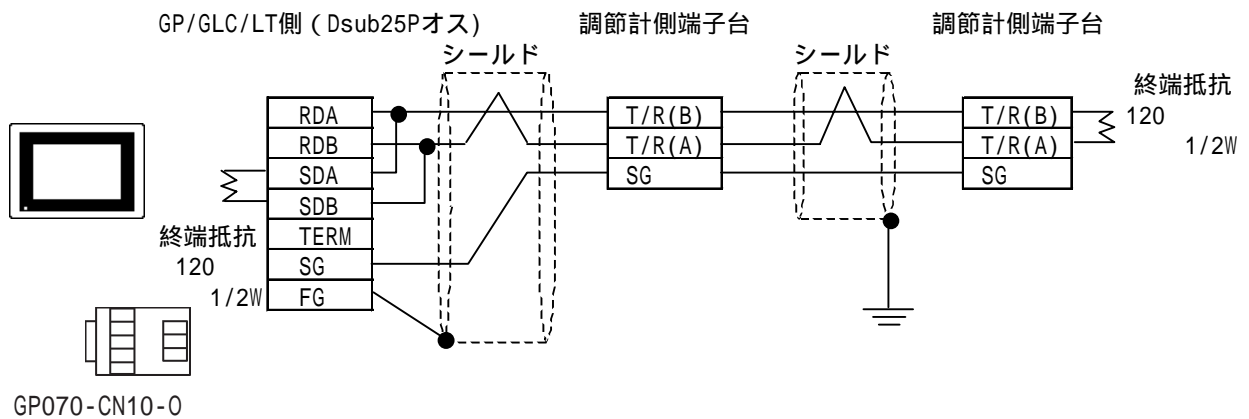 GP/GLC/LT側 ( Dsub25Pオス)
調節計側端子台
調節計側端子台
シールド
シールド
終端抵抗
120
1/2W
RDA
RDB
SDA
SDB
TERM
SG
FG
T/R(B)
T/R(A)
SG
T/R(B)
T/R(A)
SG
終端抵抗
120
1/2W
GP070-CN10-O